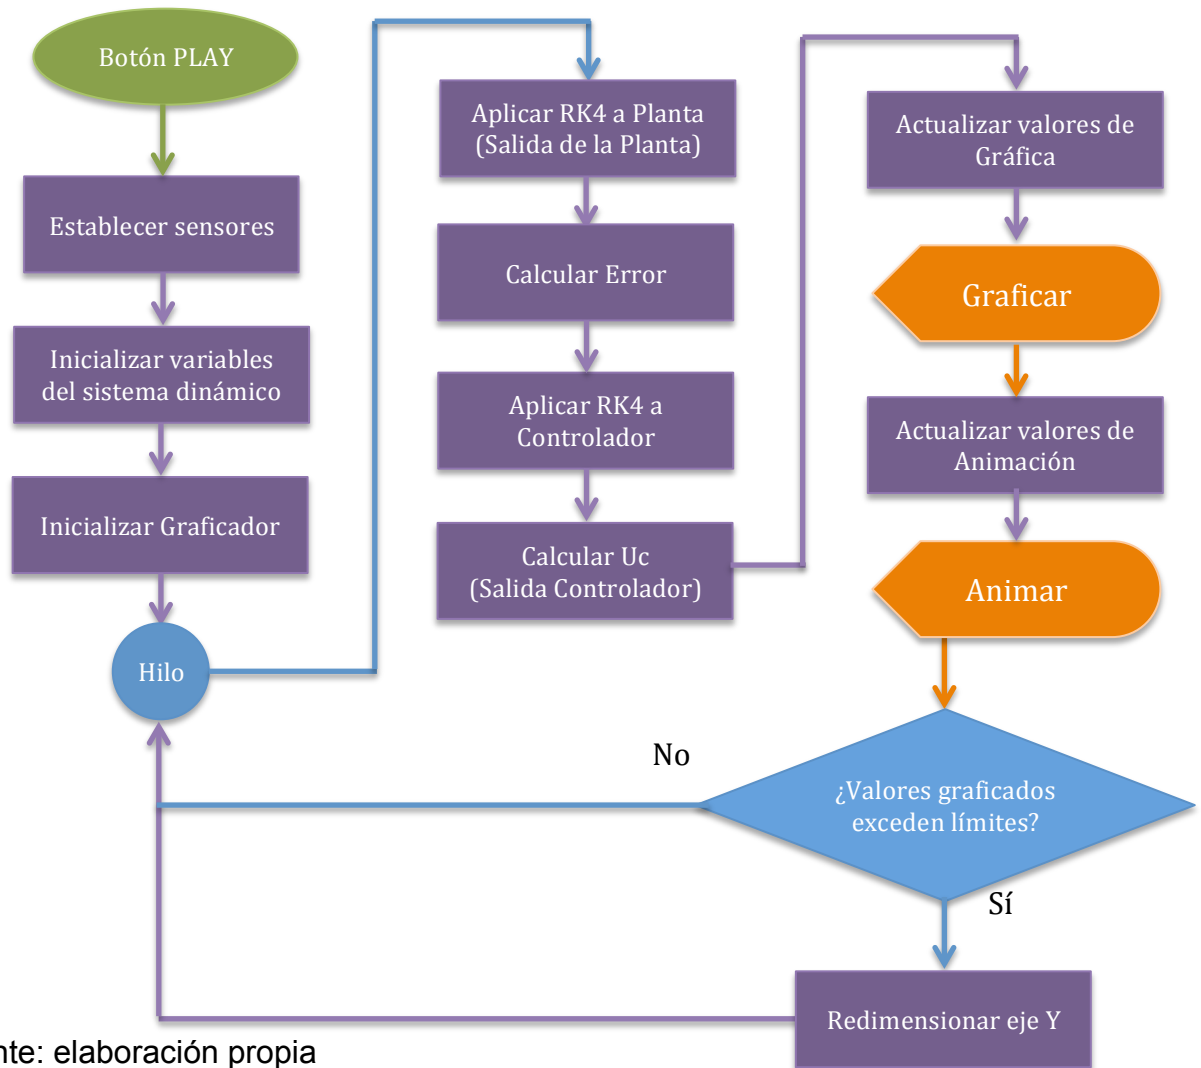 Botón PLAY
Establecer sensores
Inicializar variables
del sistema dinámico
Inicializar Graficador
Hilo
Aplicar RK4 a Planta
(Salida de la Planta)
Calcular Error
Aplicar RK4 a
Controlador
Calcular Uc
(Salida Controlador)
Actualizar valores de
Gráfica
Graficar
Actualizar valores de
Animación
Animar
¿Valores graficados
exceden límites?
No
Sí
Redimensionar eje Y
nte: elaboración propia